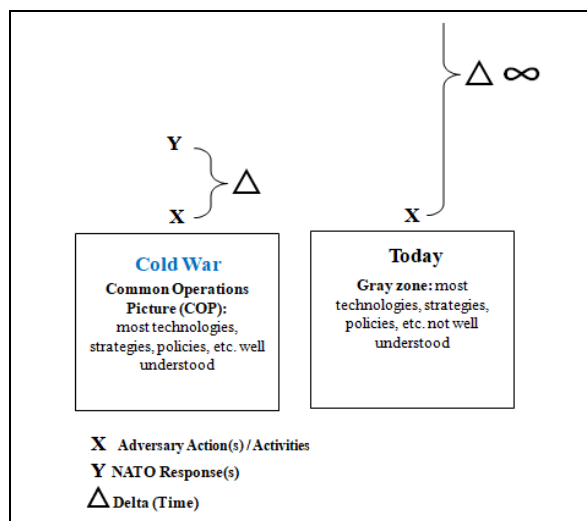 △ ∞
Y
△
X
X
Cold War
Common Operations
Picture (COP):
most technologies,
strategies, policies, etc. well
understood
Today
Gray zone: most
technologies, strategies,
policies, etc. not well
understood
X Adversary Action(s) / Activities
Y NATO Response(s)
△ Delta (Time)